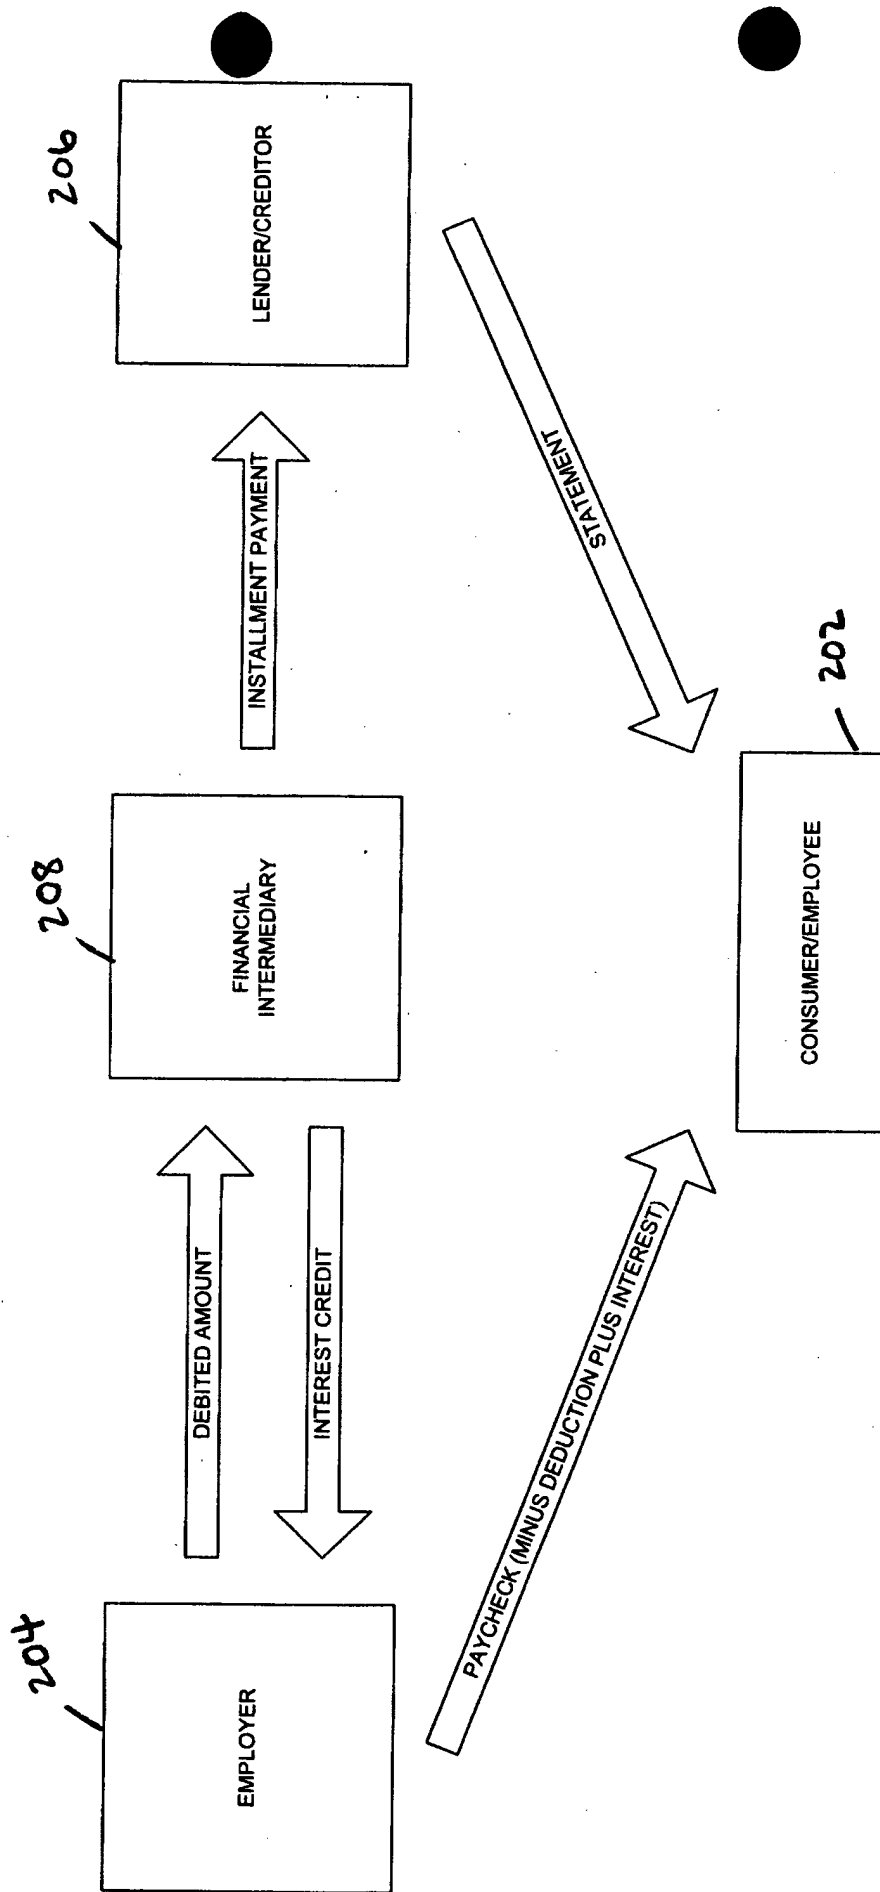 204
EMPLOYER
DEBITED AMOUNT
INTEREST CREDIT
208
FINANCIAL
INTERMEDIARY
INSTALLMENT PAYMENT
206
LENDER/CREDITOR
PAYCHECK (MINUS DEDUCTION PLUS INTEREST)
STATEMENT
CONSUMER/EMPLOYEE
202